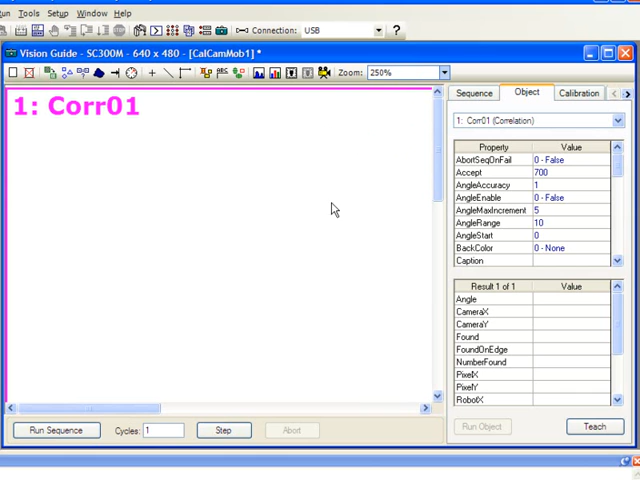 un Tools Setup Window Help
Connection: USB
Vision Guide - SC300M - 640 x 480 - [CalCamMob1] *
ABC Zoom: 250%
Sequence Object Calibration
1: Corr01
1: Corr01 (Correlation)
Property Value
AbortSeqOnFail 0 - False
Accept 700
AngleAccuracy 1
AngleEnable 0 - False
AngleMaxIncrement 5
AngleRange 10
AngleStart 0
BackColor 0 - None
Caption
Result 1 of 1 Value
Angle
CameraX
CameraY
Found
FoundOnEdge
NumberFound
PixelX
PixelY
RobotX
Run Sequence Cycles: 1 Step Abort Run Object Teach